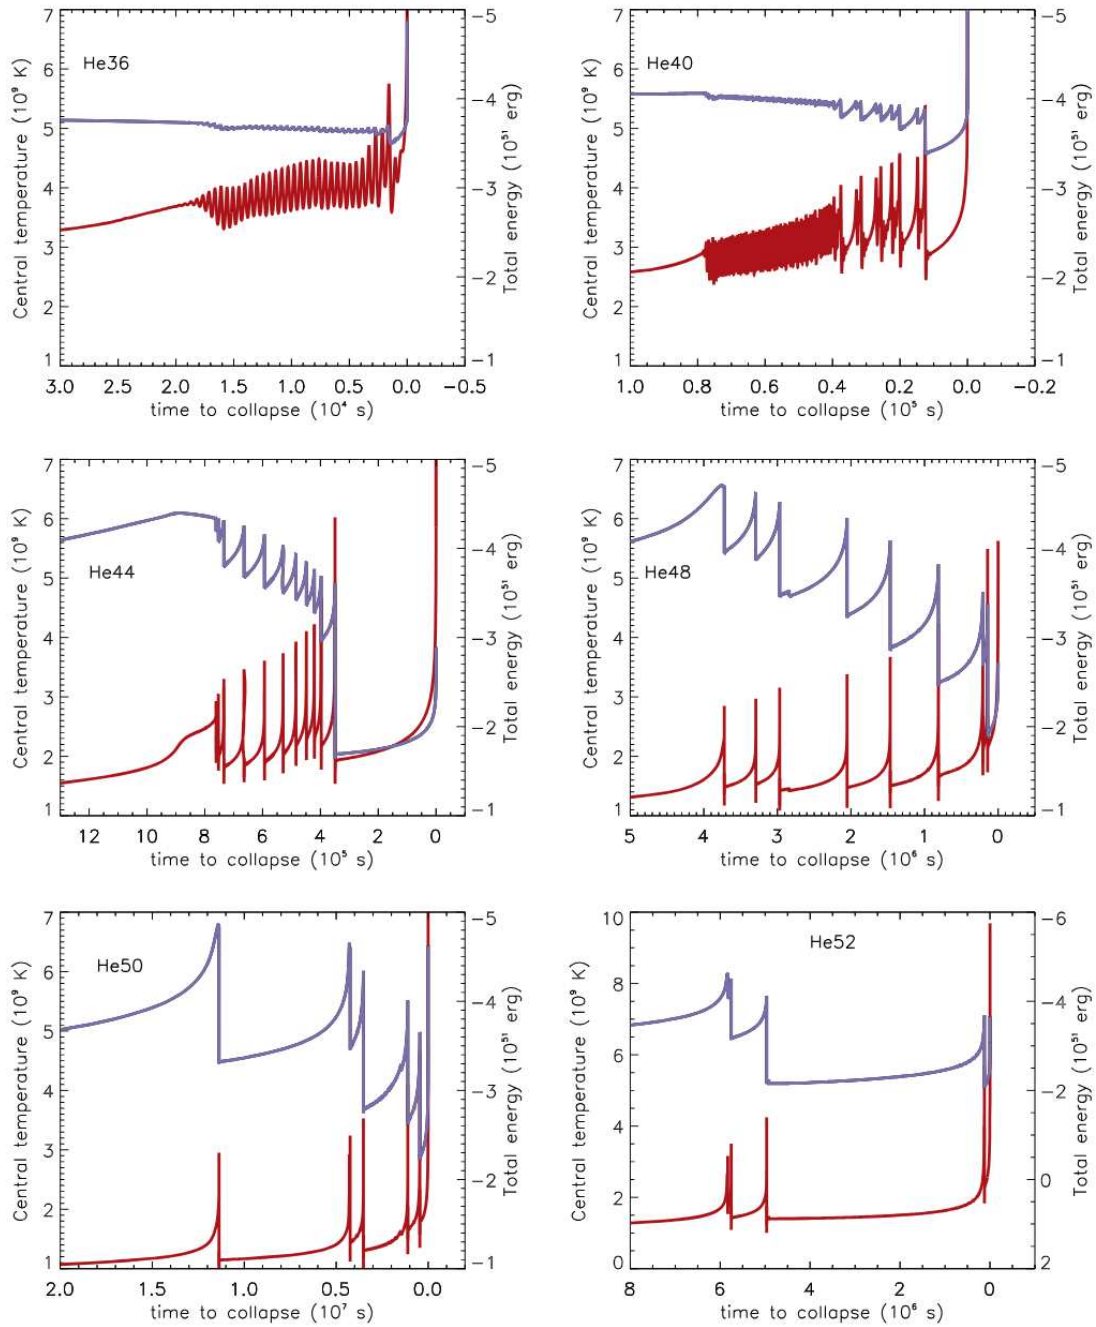 He36
Central temperature (10⁹ K)
7
6
5
4
3
2
1
-5
-4
-3
-2
-1
Total energy (10⁵¹ erg)
3.0 2.5 2.0 1.5 1.0 0.5 0.0 -0.5
time to collapse (10⁴ s)
He40
Central temperature (10⁹ K)
7
6
5
4
3
2
1
-5
-4
-3
-2
-1
Total energy (10⁵¹ erg)
1.0 0.8 0.6 0.4 0.2 0.0 -0.2
time to collapse (10⁵ s)
He44
Central temperature (10⁹ K)
7
6
5
4
3
2
1
-5
-4
-3
-2
-1
Total energy (10⁵¹ erg)
12 10 8 6 4 2 0
time to collapse (10⁵ s)
He48
Central temperature (10⁹ K)
7
6
5
4
3
2
1
-5
-4
-3
-2
-1
Total energy (10⁵¹ erg)
5 4 3 2 1 0
time to collapse (10⁶ s)
He50
Central temperature (10⁹ K)
7
6
5
4
3
2
1
-5
-4
-3
-2
-1
Total energy (10⁵¹ erg)
2.0 1.5 1.0 0.5 0.0
time to collapse (10⁷ s)
He52
Central temperature (10⁹ K)
10
8
6
4
2
0
-6
-4
-2
0
2
Total energy (10⁵¹ erg)
8 6 4 2 0
time to collapse (10⁶ s)